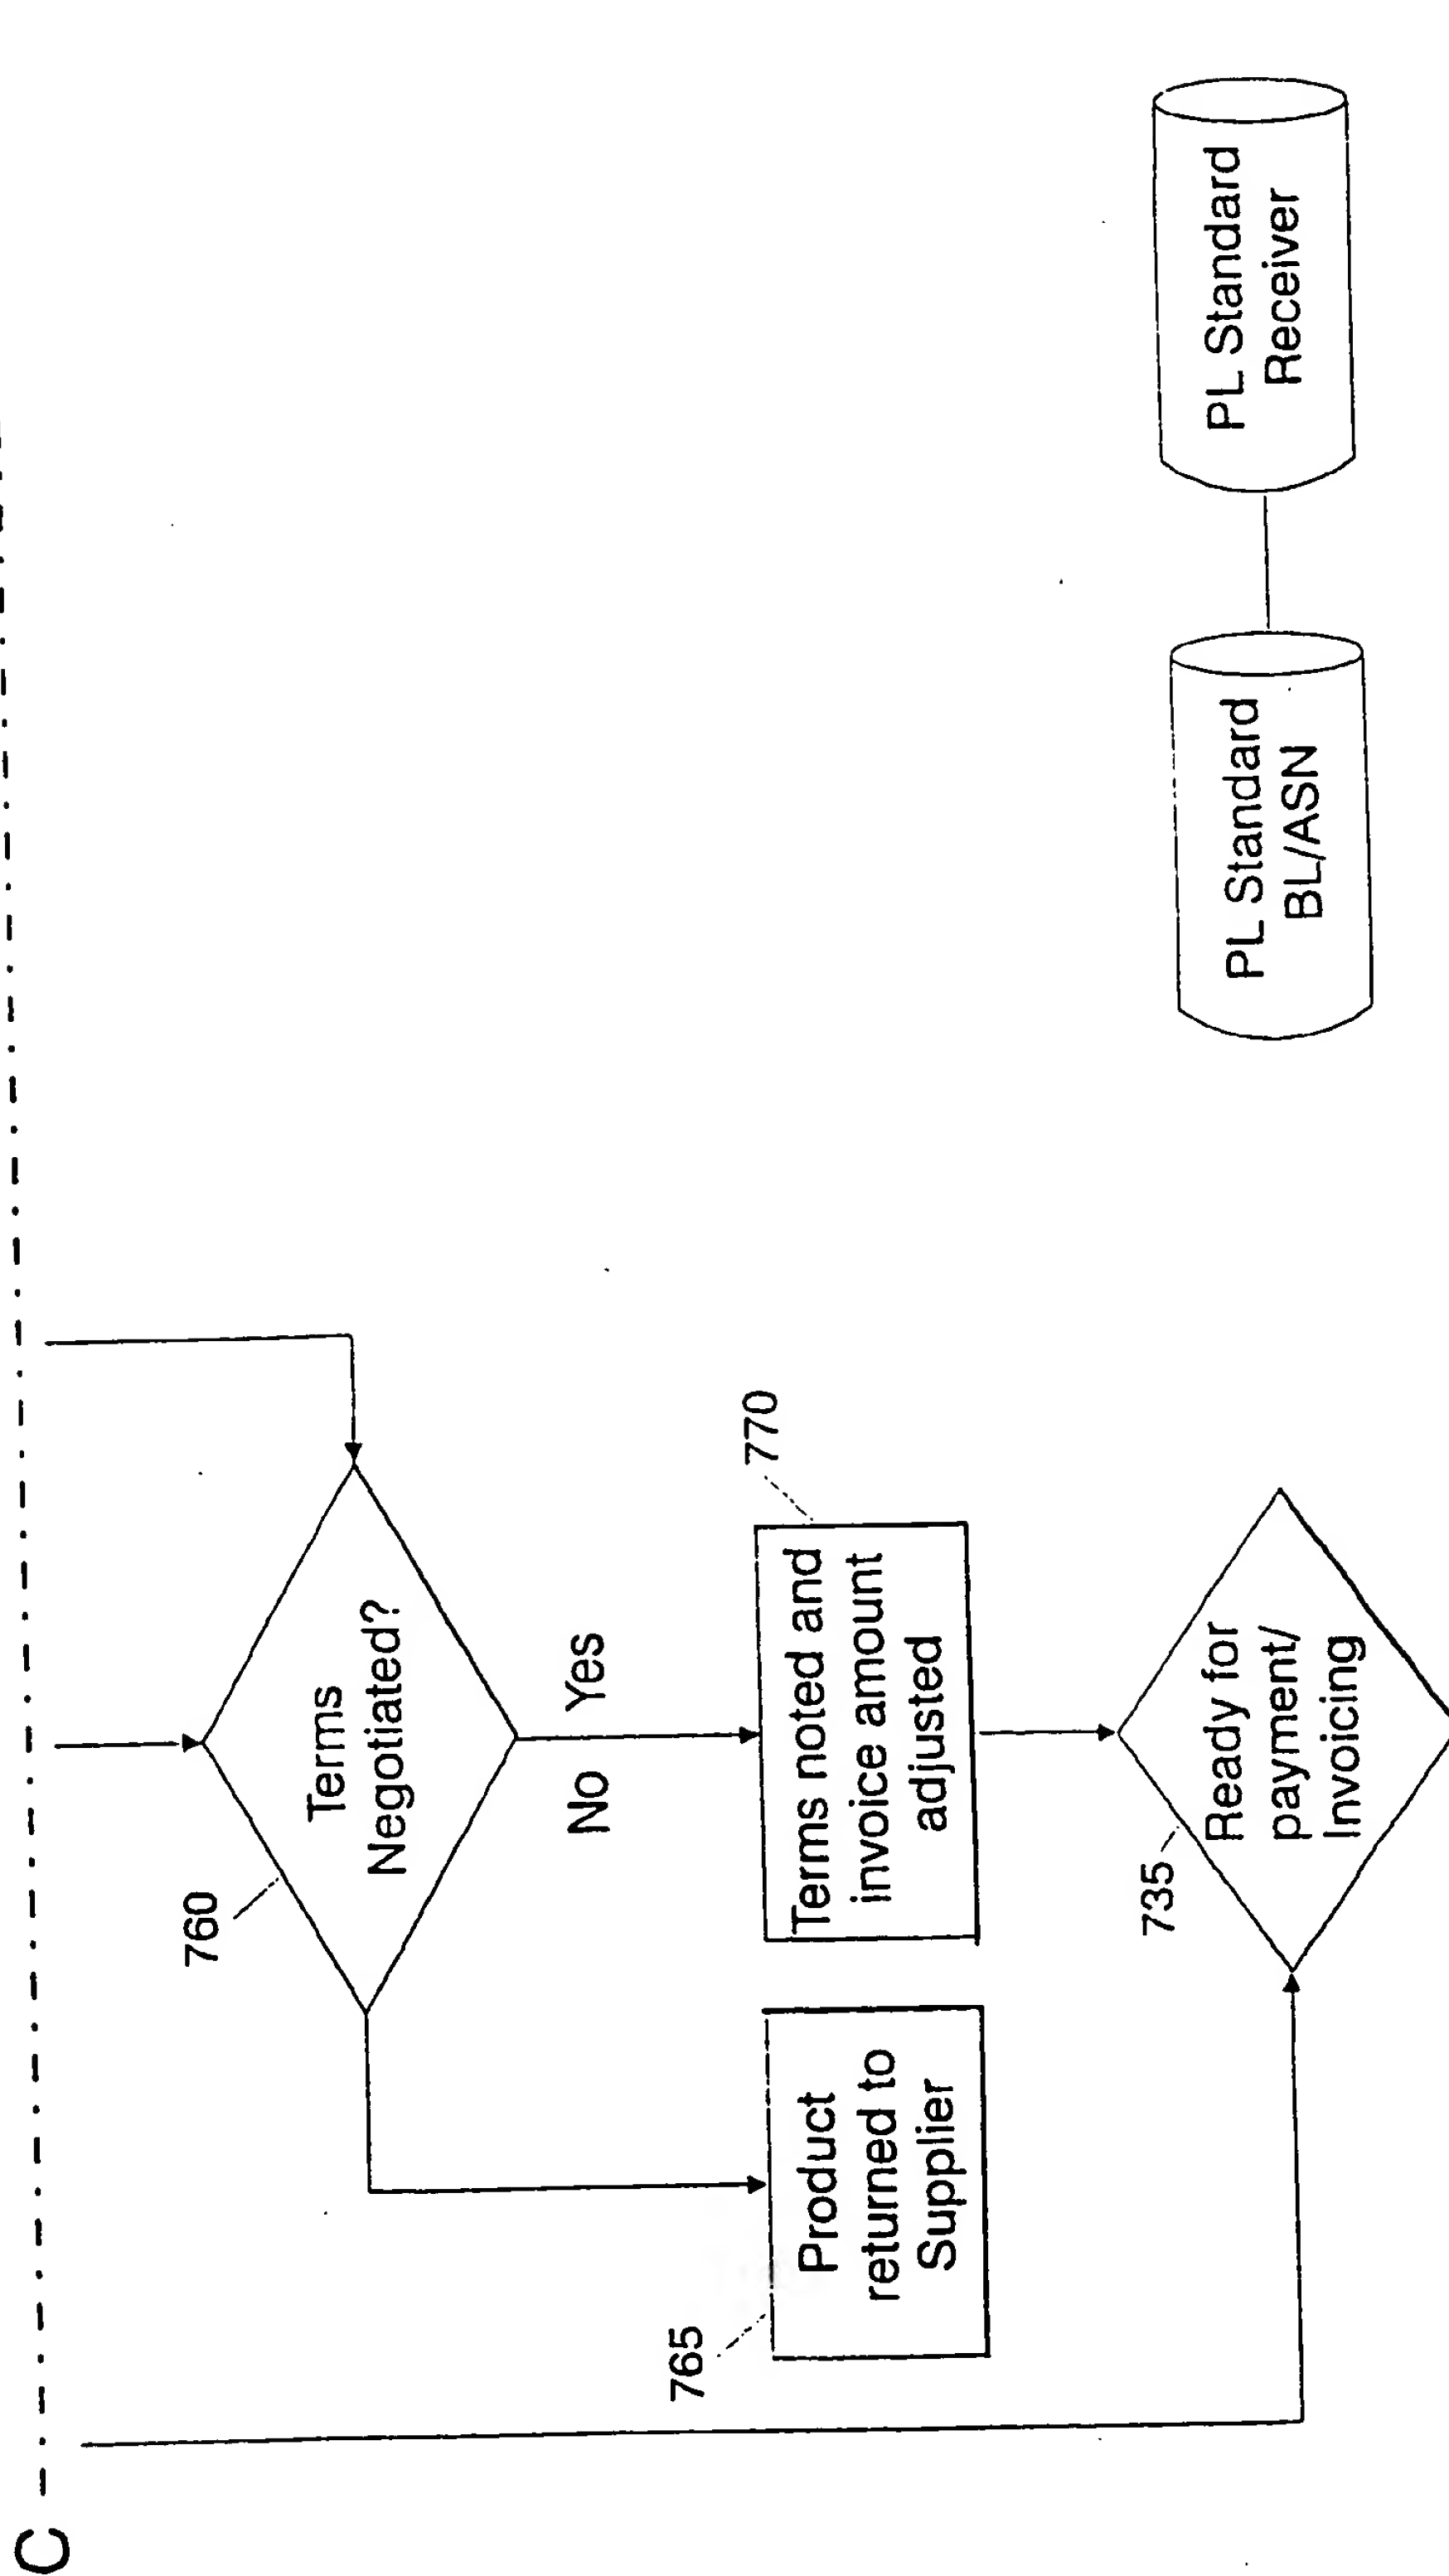 C
760
Terms
Negotiated?
No
Yes
765
Product
returned to
Supplier
770
Terms noted and
invoice amount
adjusted
735
Ready for
payment/
Invoicing
PL Standard
BL/ASN
PL Standard
Receiver